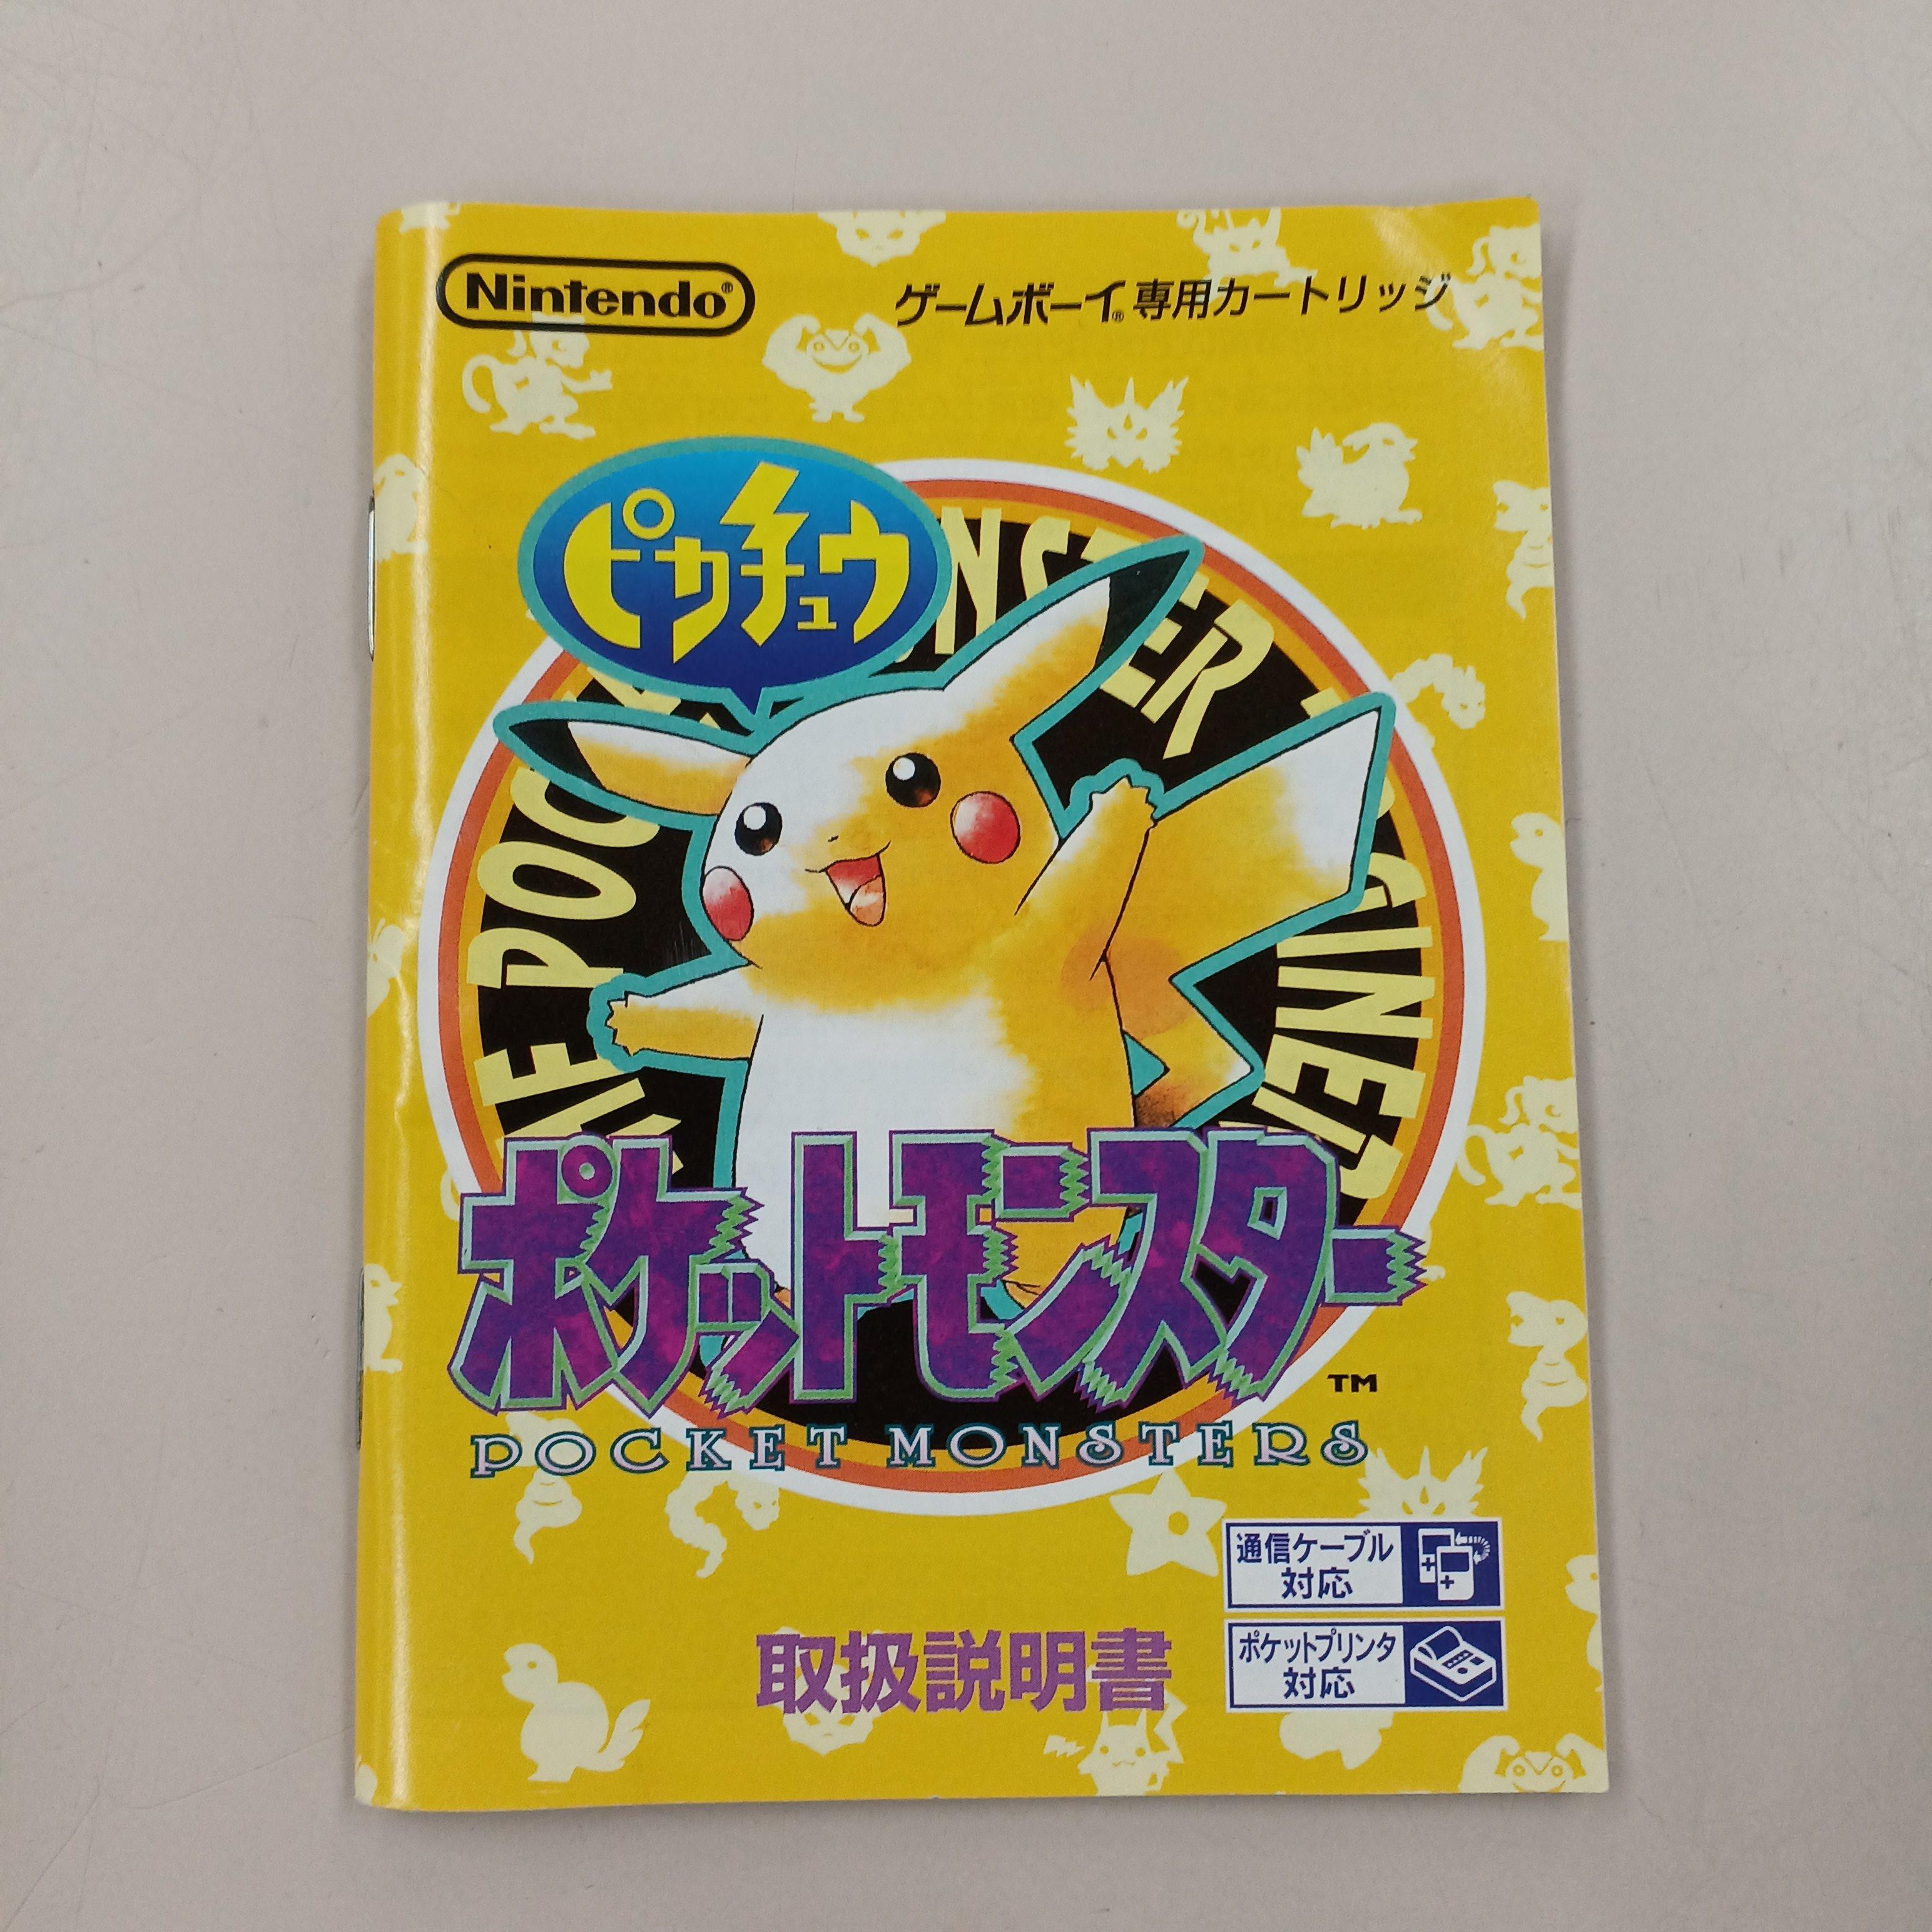 Nintendo®
ゲームボーイ®専用カートリッジ
ピカチュウ
ポケットモンスター
TM
POCKET MONSTERS
通信ケーブル
対応
ポケットプリンタ
対応
取扱説明書